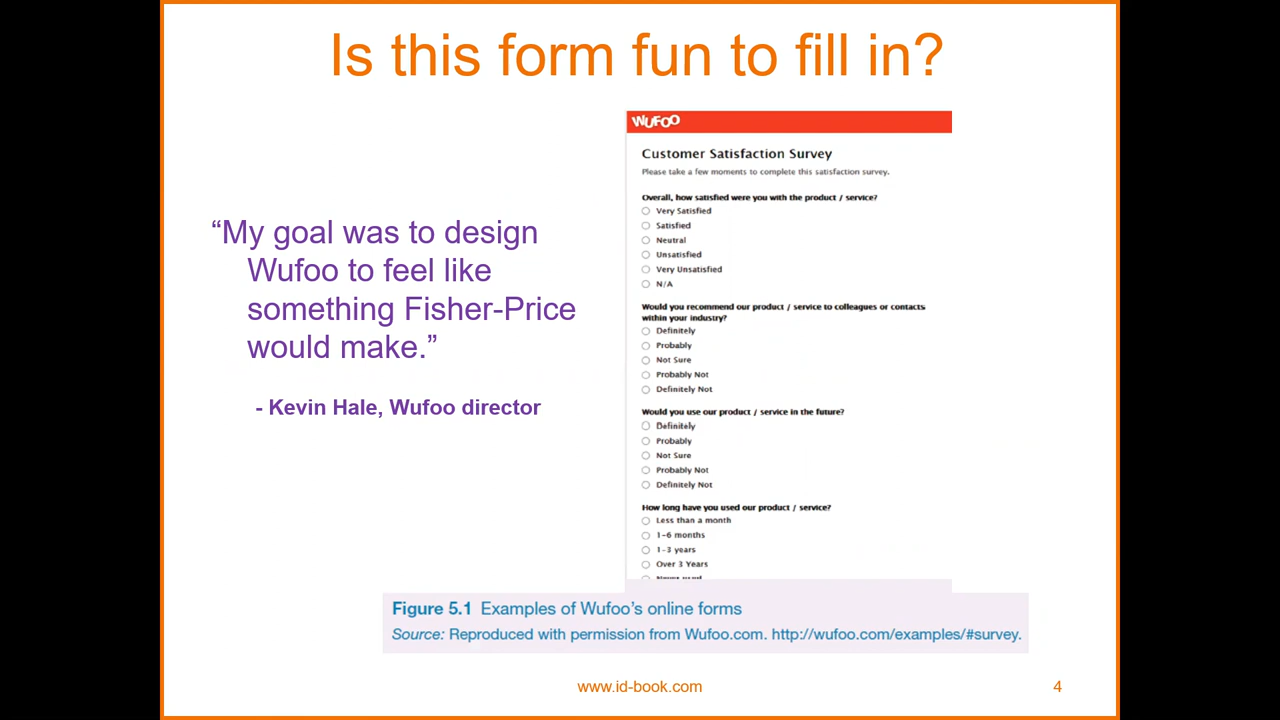 Is this form fun to fill in?
“My goal was to design
Wufoo to feel like
something Fisher-Price
would make.”
- Kevin Hale, Wufoo director
WUFOO
Customer Satisfaction Survey
Please take a few moments to complete this satisfaction survey.
Overall, how satisfied were you with the product / service?
Very Satisfied
Satisfied
Neutral
Unsatisfied
Very Unsatisfied
N/A
Would you recommend our product / service to colleagues or contacts
within your industry?
Definitely
Probably
Not Sure
Probably Not
Definitely Not
Would you use our product / service in the future?
Definitely
Probably
Not Sure
Probably Not
Definitely Not
How long have you used our product / service?
Less than a month
1-6 months
1-3 years
Over 3 Years
Figure 5.1 Examples of Wufoo’s online forms
Source: Reproduced with permission from Wufoo.com. http://wufoo.com/examples/#survey.
www.id-book.com
4